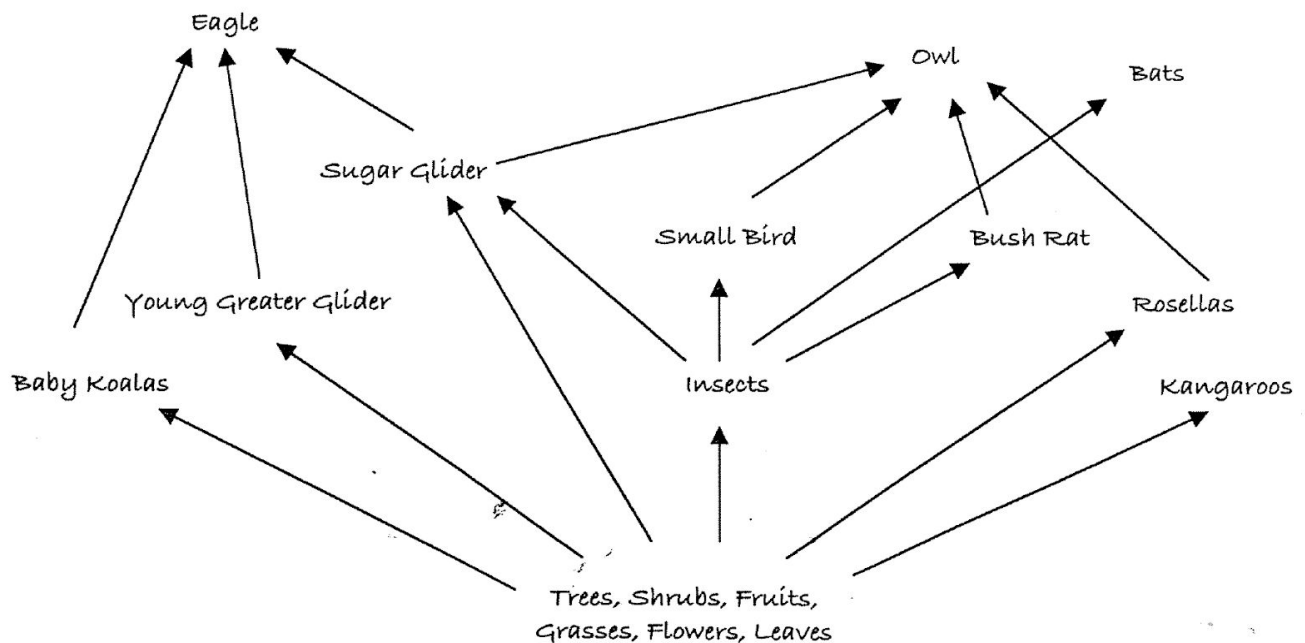 Eagle
Owl
Bats
Sugar Glider
Small Bird
Bush Rat
Young Greater Glider
Rosellas
Baby Koalas
Insects
Kangaroos
Trees, Shrubs, Fruits,
Grasses, Flowers, Leaves